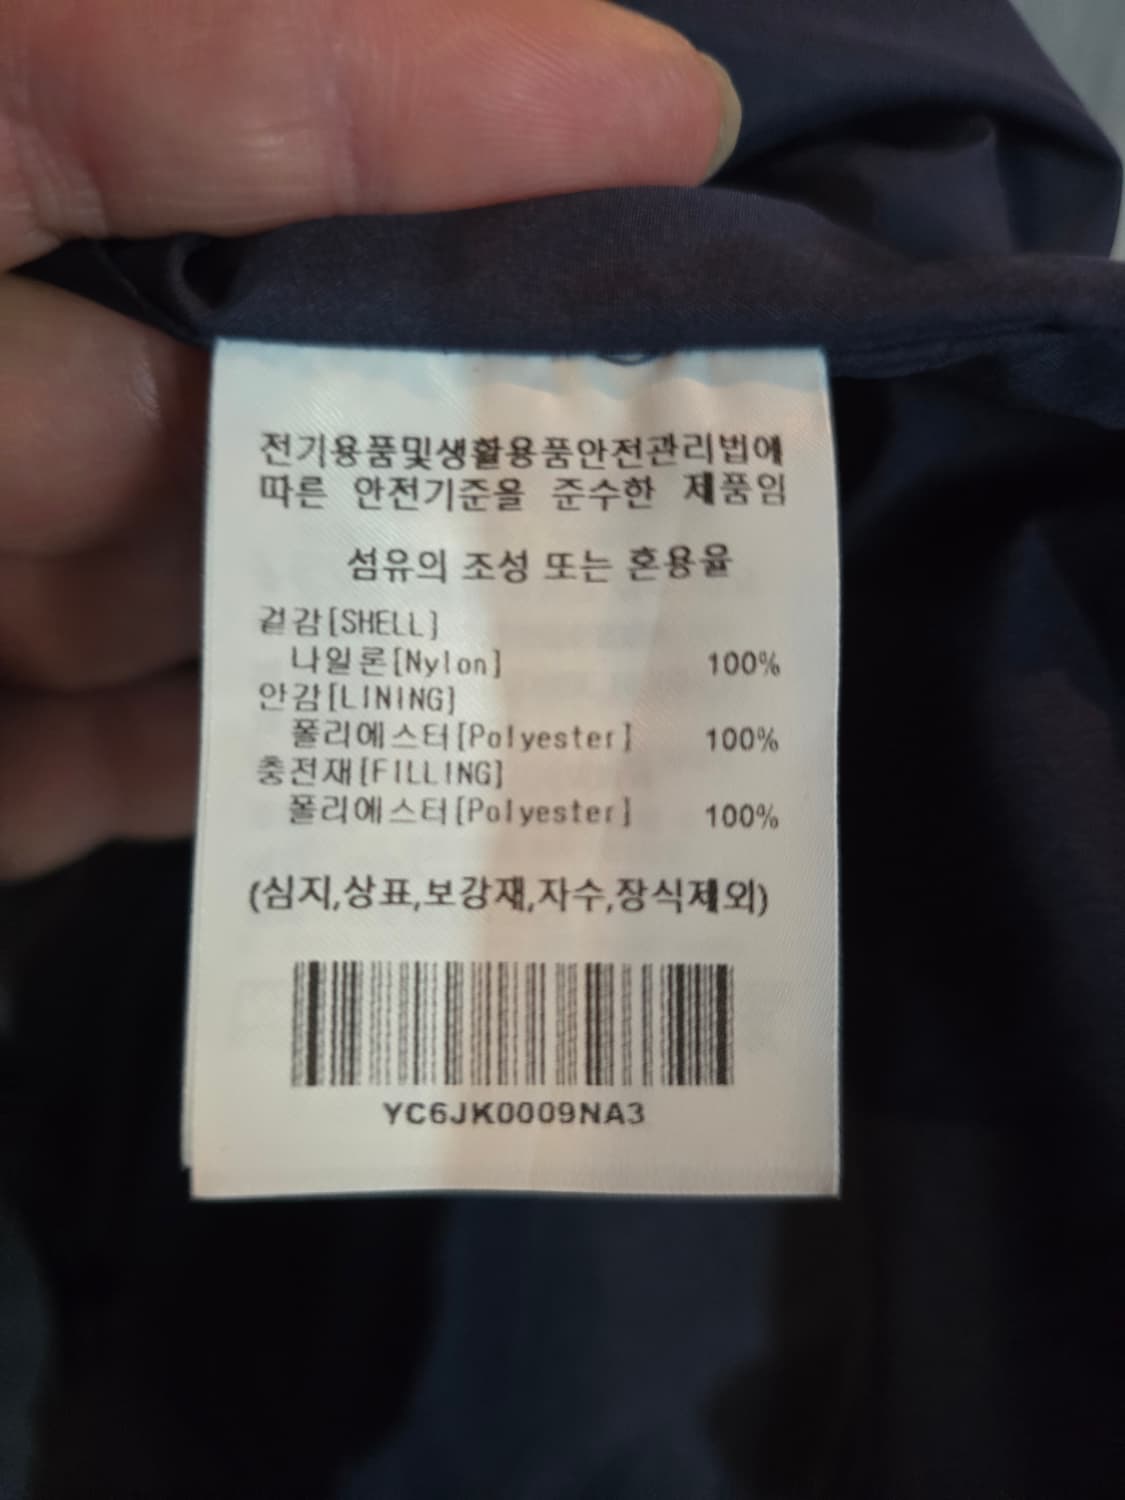 전기용품및생활용품안전관리법에
따른 안전기준을 준수한 제품임
섬유의 조성 또는 혼용율
겉감[SHELL]
나일론[Nylon] 100%
안감[LINING]
폴리에스터[Polyester] 100%
충전재[FILLING]
폴리에스터[Polyester] 100%
(심지,상표,보강재,자수,장식제외)
YC6JK0009NA3